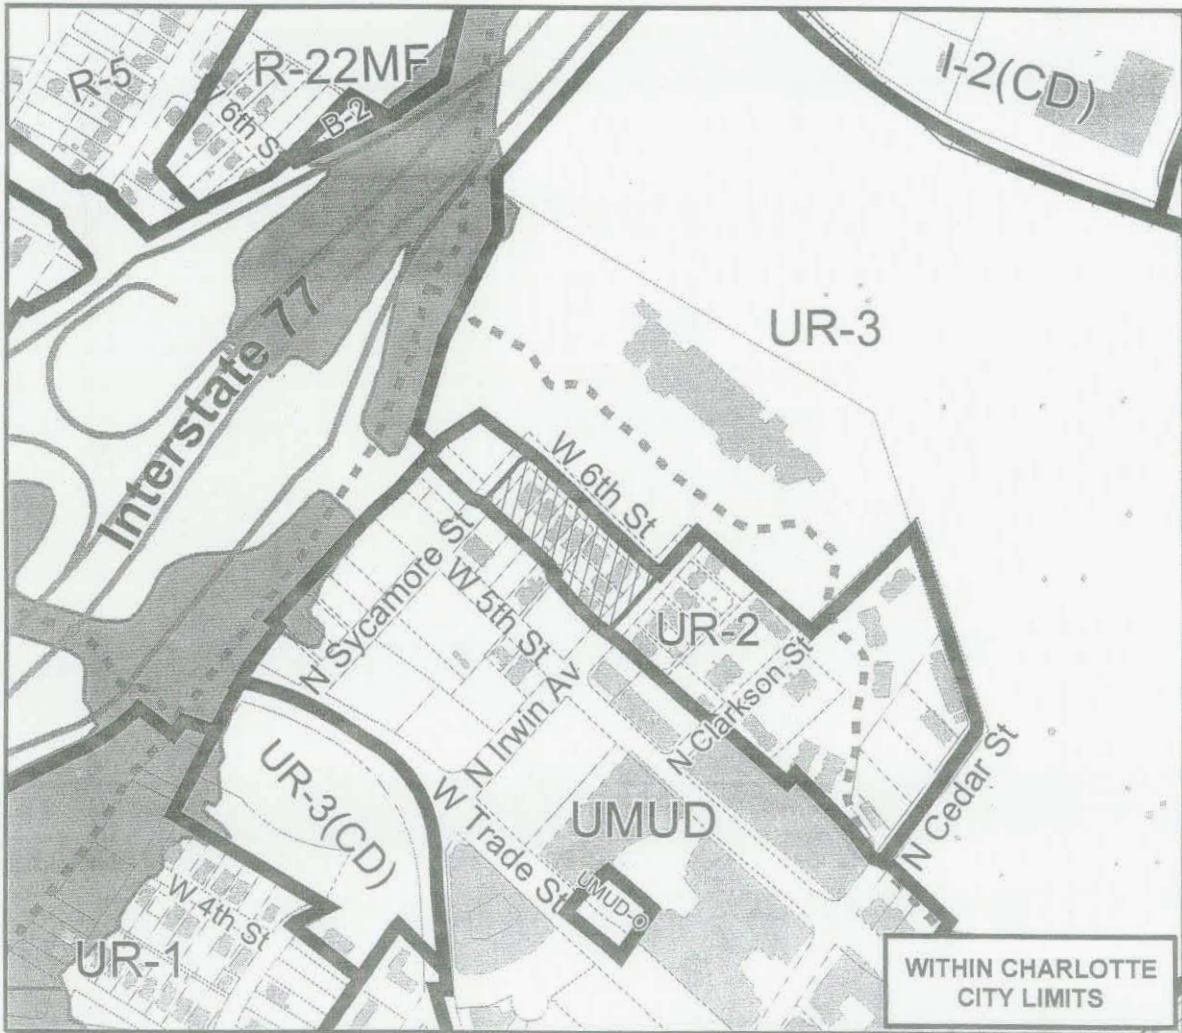 R-5
R-22MF
I-2(CD)
B-2
6th S
UR-3
Interstate 77
W 6th St
N Sycamore St
W 5th St
UR-2
N Irwin Av
N Clarkson St
N Cedar St
UR-3(CD)
W Trade St
UMUD
UMUD-O
W 4th St
UR-1
WITHIN CHARLOTTE
CITY LIMITS